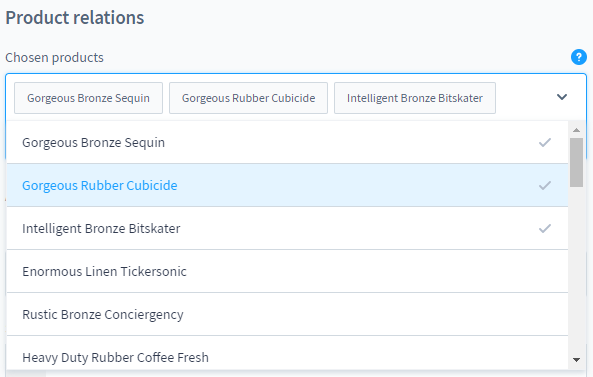 Product relations
Chosen products
?
Gorgeous Bronze Sequin Gorgeous Rubber Cubicide Intelligent Bronze Bitskater
Gorgeous Bronze Sequin
Gorgeous Rubber Cubicide
Intelligent Bronze Bitskater
Enormous Linen Tickersonic
Rustic Bronze Conciergency
Heavy Duty Rubber Coffee Fresh